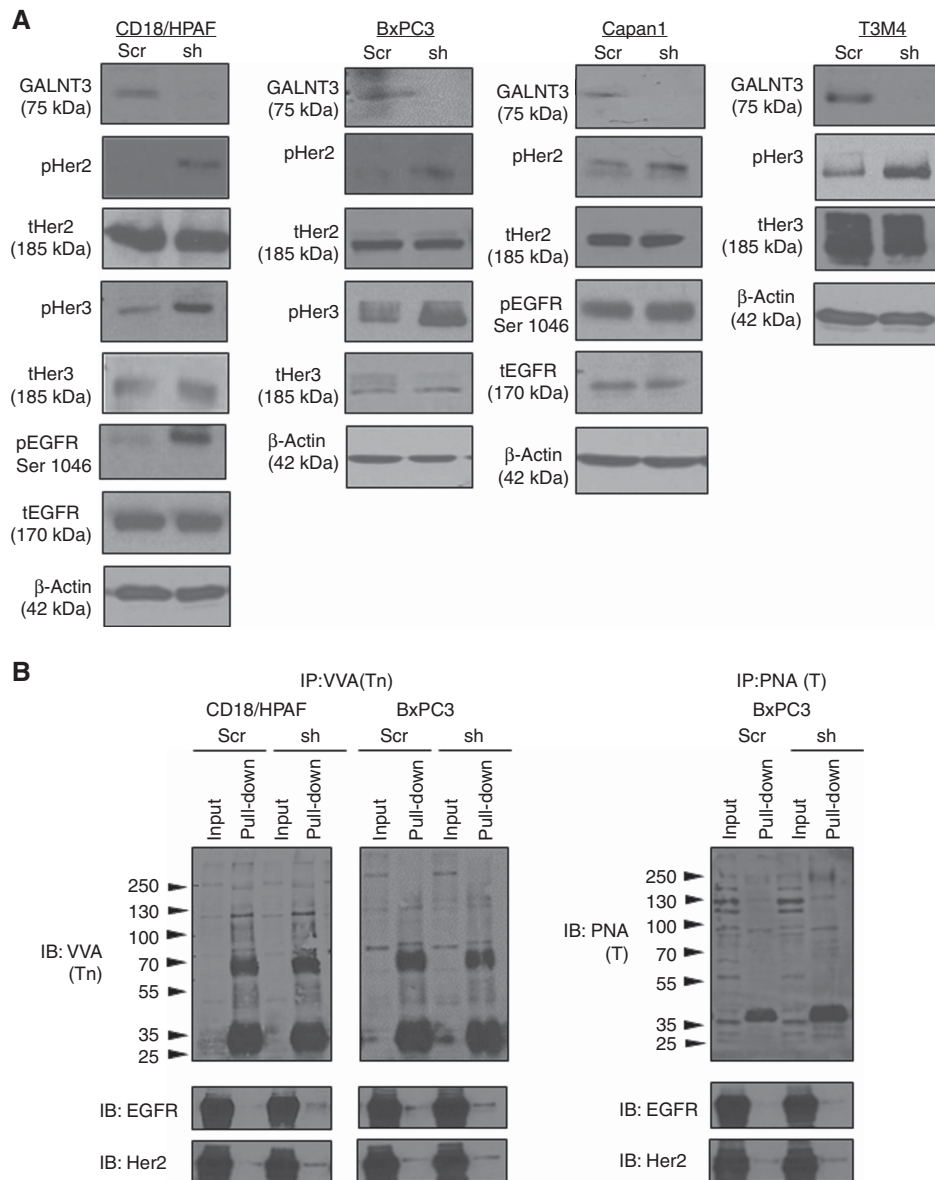 A
CD18/HPAF
Scr sh
GALNT3
(75 kDa)
pHer2
tHer2
(185 kDa)
pHer3
tHer3
(185 kDa)
pEGFR
Ser 1046
tEGFR
(170 kDa)
β-Actin
(42 kDa)
BxPC3
Scr sh
GALNT3
(75 kDa)
pHer2
tHer2
(185 kDa)
pHer3
tHer3
(185 kDa)
β-Actin
(42 kDa)
Capan1
Scr sh
GALNT3
(75 kDa)
pHer2
tHer2
(185 kDa)
pEGFR
Ser 1046
tEGFR
(170 kDa)
β-Actin
(42 kDa)
T3M4
Scr sh
GALNT3
(75 kDa)
pHer3
tHer3
(185 kDa)
β-Actin
(42 kDa)
B
IP:VVA(Tn)
CD18/HPAF BxPC3
Scr sh Scr sh
Input Pull-down Input Pull-down Input Pull-down Input Pull-down
IB: VVA
(Tn)
250
130
100
70
55
35
25
IB: EGFR
IB: Her2
IP:PNA (T)
BxPC3
Scr sh
Input Pull-down Input Pull-down
IB: PNA
(T)
250
130
100
70
55
35
25
IB: EGFR
IB: Her2